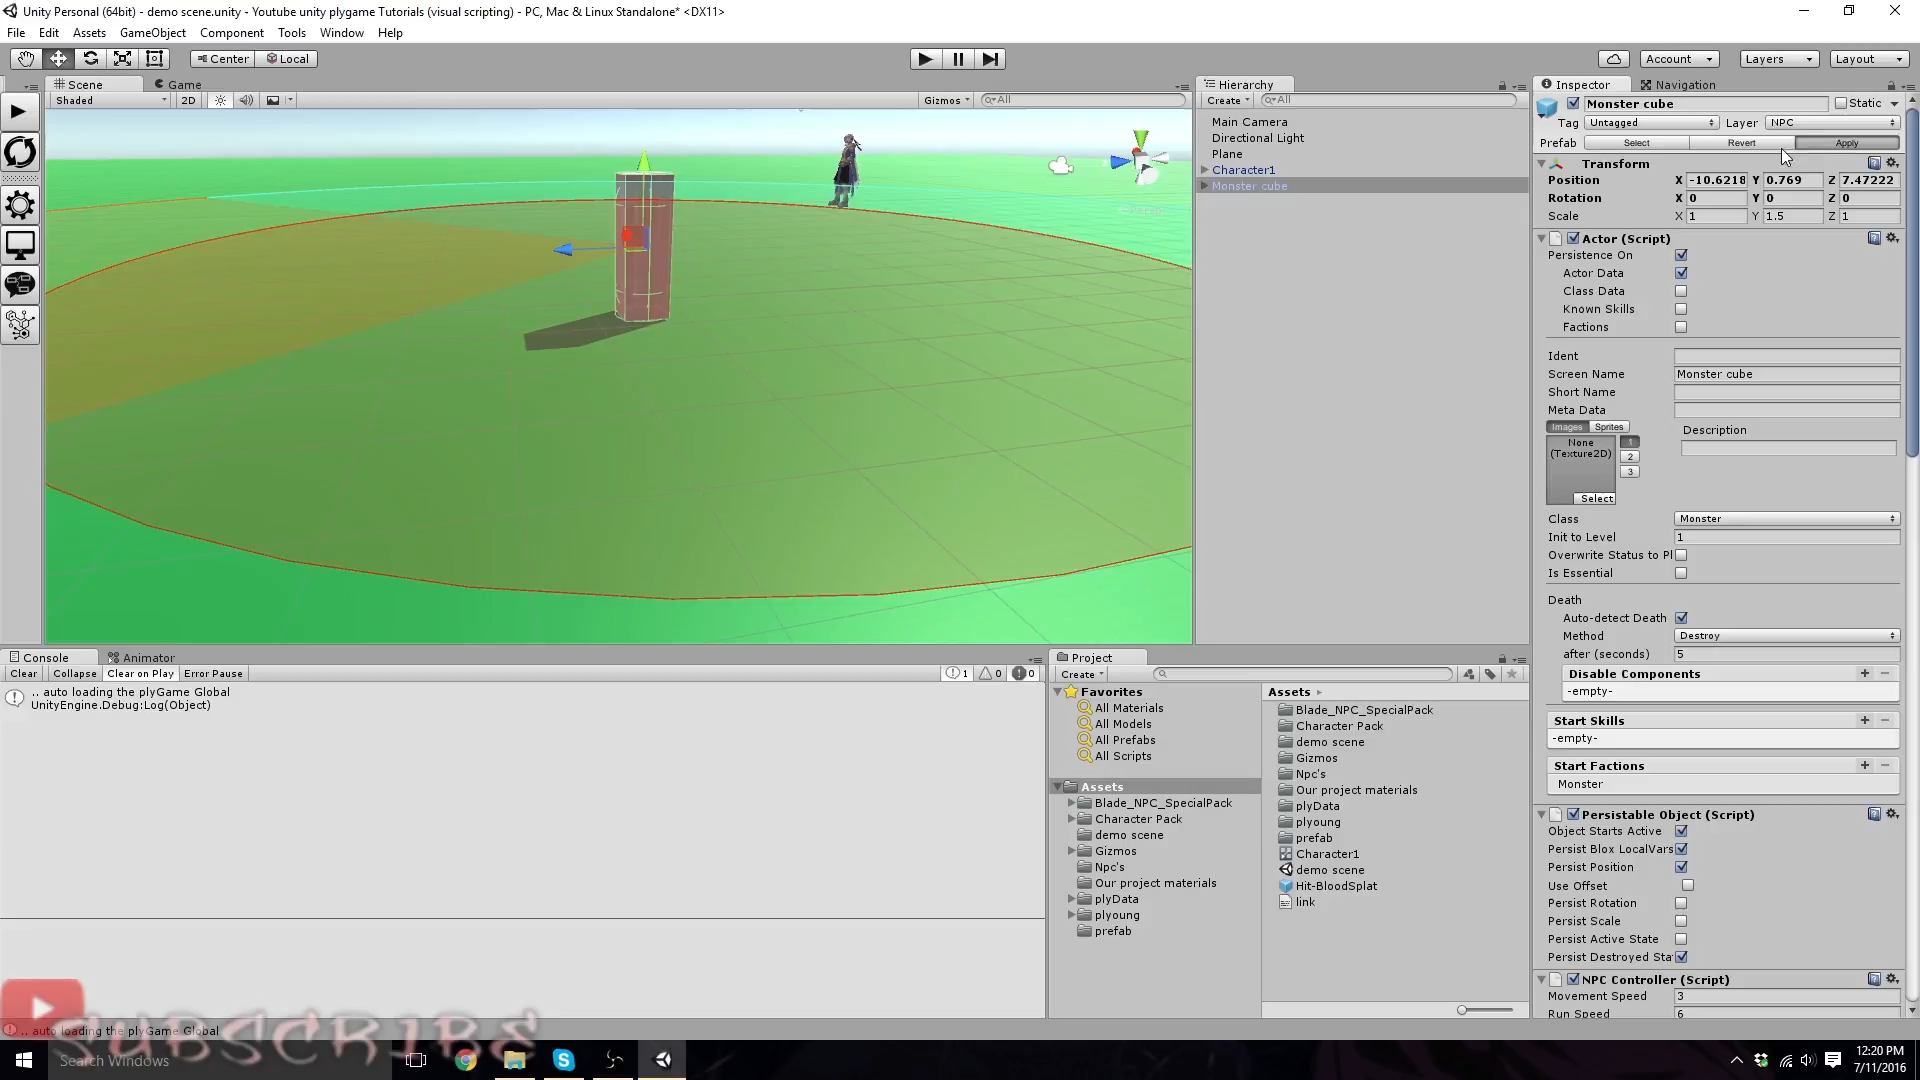 Unity Personal (64bit) - demo scene.unity - Youtube unity plygame Tutorials (visual scripting) - PC, Mac & Linux Standalone* <DX11>
File Edit Assets GameObject Component Tools Window Help
Center Local Account Layers Layout
Scene Game
Shaded 2D Gizmos All
Hierarchy
Create All
Main Camera
Directional Light
Plane
Character1
Monster cube
Inspector Navigation
Monster cube Static
Tag Untagged Layer NPC
Prefab Select Revert Apply
Transform
Position X -10.6218 Y 0.769 Z 7.47222
Rotation X 0 Y 0 Z 0
Scale X 1 Y 1.5 Z 1
Actor (Script)
Persistence On
Actor Data
Class Data
Known Skills
Factions
Ident
Screen Name Monster cube
Short Name
Meta Data
Images Sprites Description
None
(Texture2D)
1
2
3
Select
Class Monster
Init to Level 1
Overwrite Status to Pl
Is Essential
Death
Auto-detect Death
Method Destroy
after (seconds) 5
Disable Components + -
-empty-
Start Skills + -
-empty-
Start Factions + -
Monster
Persistable Object (Script)
Object Starts Active
Persist Blox LocalVars
Persist Position
Use Offset
Persist Rotation
Persist Scale
Persist Active State
Persist Destroyed Sta
NPC Controller (Script)
Movement Speed 3
Run Speed 6
Console Animator
Clear Collapse Clear on Play Error Pause 1 0 0
.. auto loading the plyGame Global
UnityEngine.Debug:Log(Object)
Project
Create
Favorites
All Materials
All Models
All Prefabs
All Scripts
Assets
Blade_NPC_SpecialPack
Character Pack
demo scene
Gizmos
Npc's
Our project materials
plyData
plyoung
prefab
Assets
Blade_NPC_SpecialPack
Character Pack
demo scene
Gizmos
Npc's
Our project materials
plyData
plyoung
prefab
Character1
demo scene
Hit-BloodSplat
link
.. auto loading the plyGame Global
SUBSCRIBE
Search Windows
12:20 PM
7/11/2016